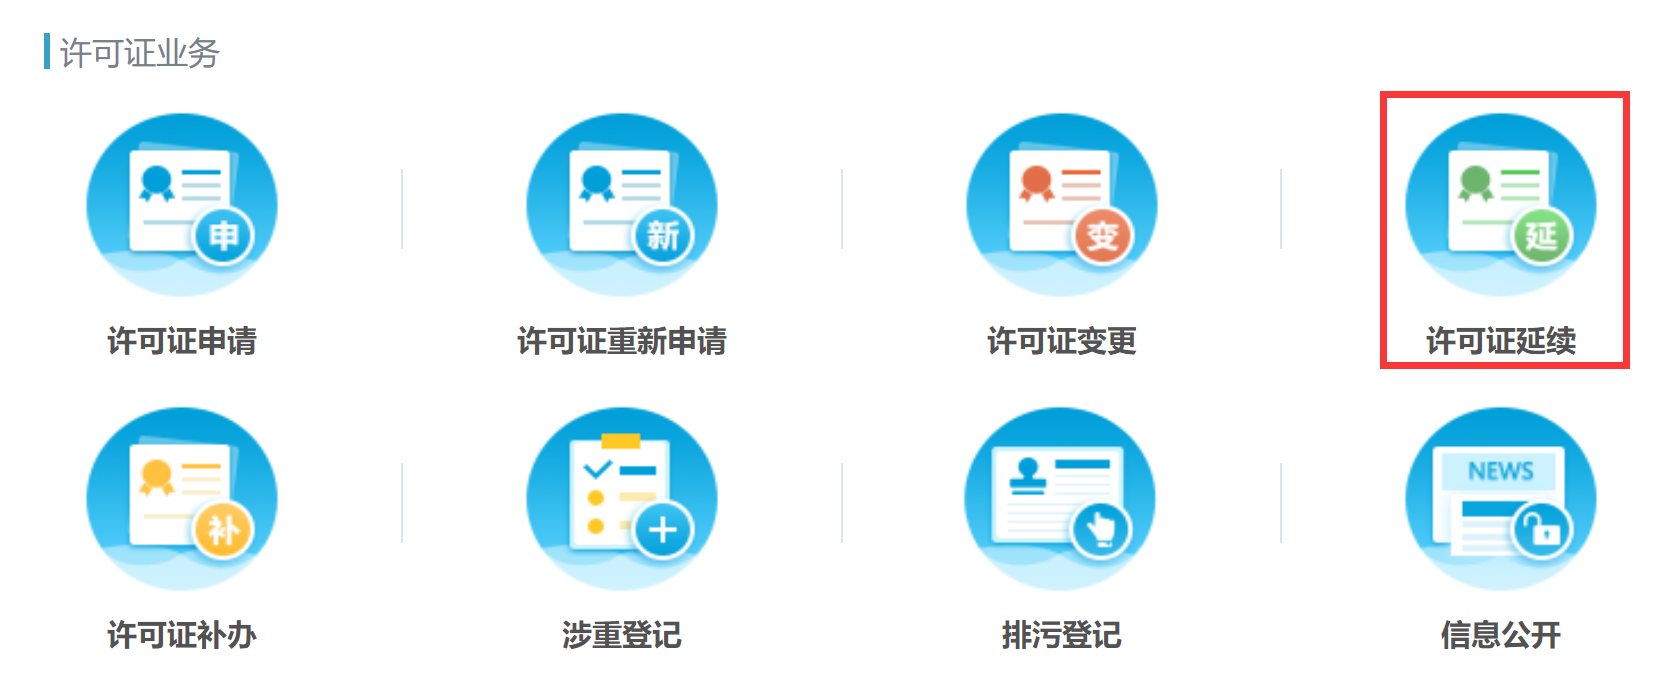 许可证业务
申
新
变
延
许可证申请
许可证重新申请
许可证变更
许可证延续
补
NEWS
许可证补办
涉重登记
排污登记
信息公开